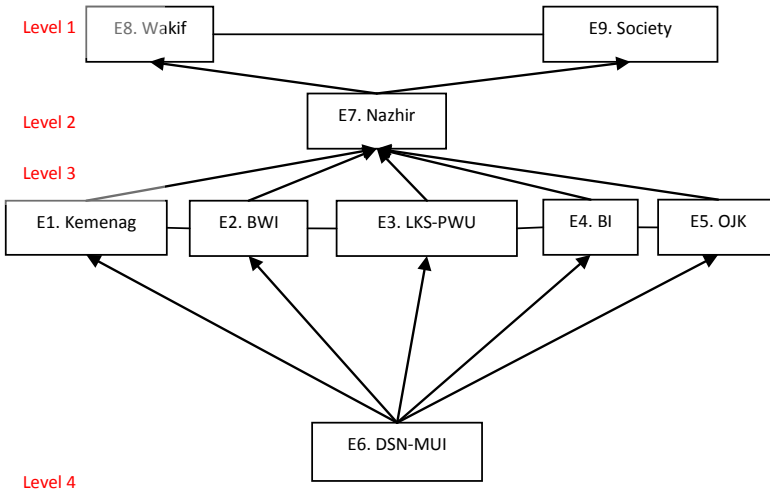 Level 1
E8. Wakif
E9. Society
Level 2
E7. Nazhir
Level 3
E1. Kemenag
E2. BWI
E3. LKS-PWU
E4. BI
E5. OJK
E6. DSN-MUI
Level 4